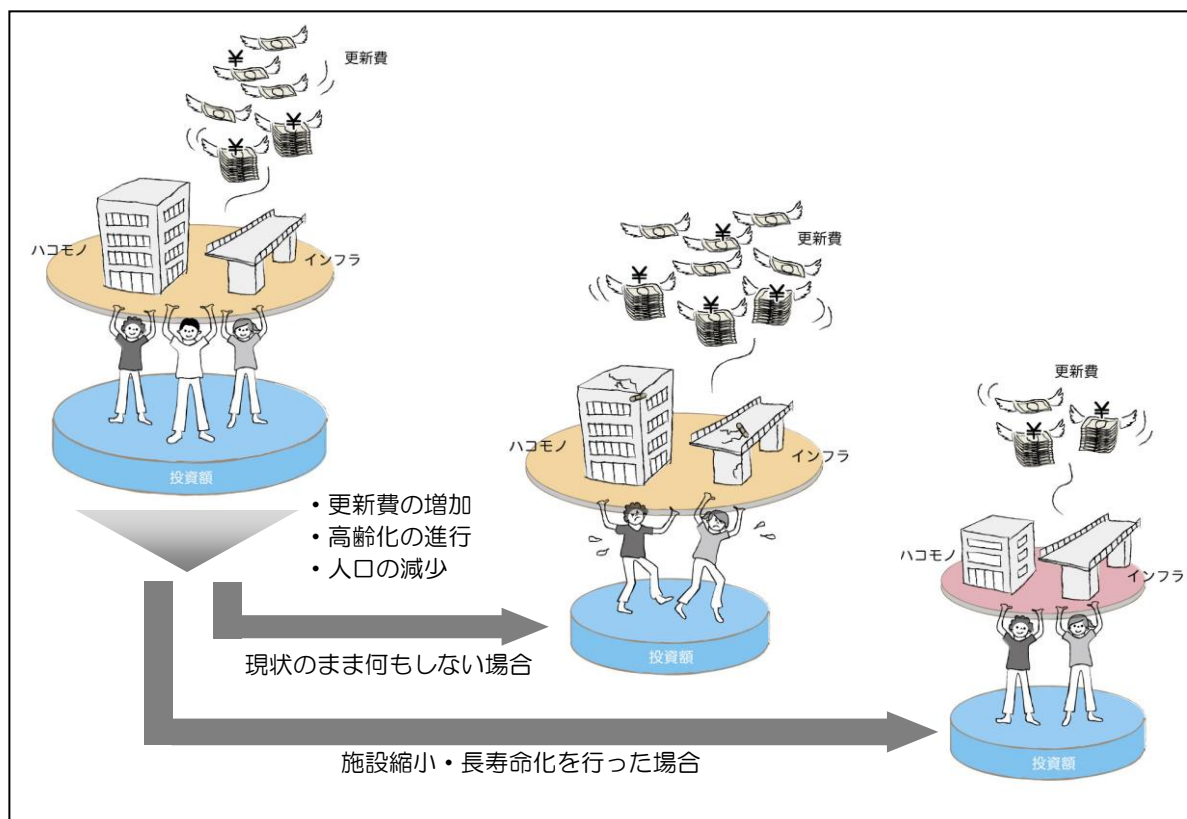 ¥
更新費
¥
¥
ハコモノ
インフラ
投資額
・更新費の増加
・高齢化の進行
・人口の減少
¥
更新費
¥
¥
¥
ハコモノ
インフラ
投資額
現状のまま何もしない場合
更新費
¥
¥
ハコモノ
インフラ
投資額
施設縮小・長寿命化を行った場合